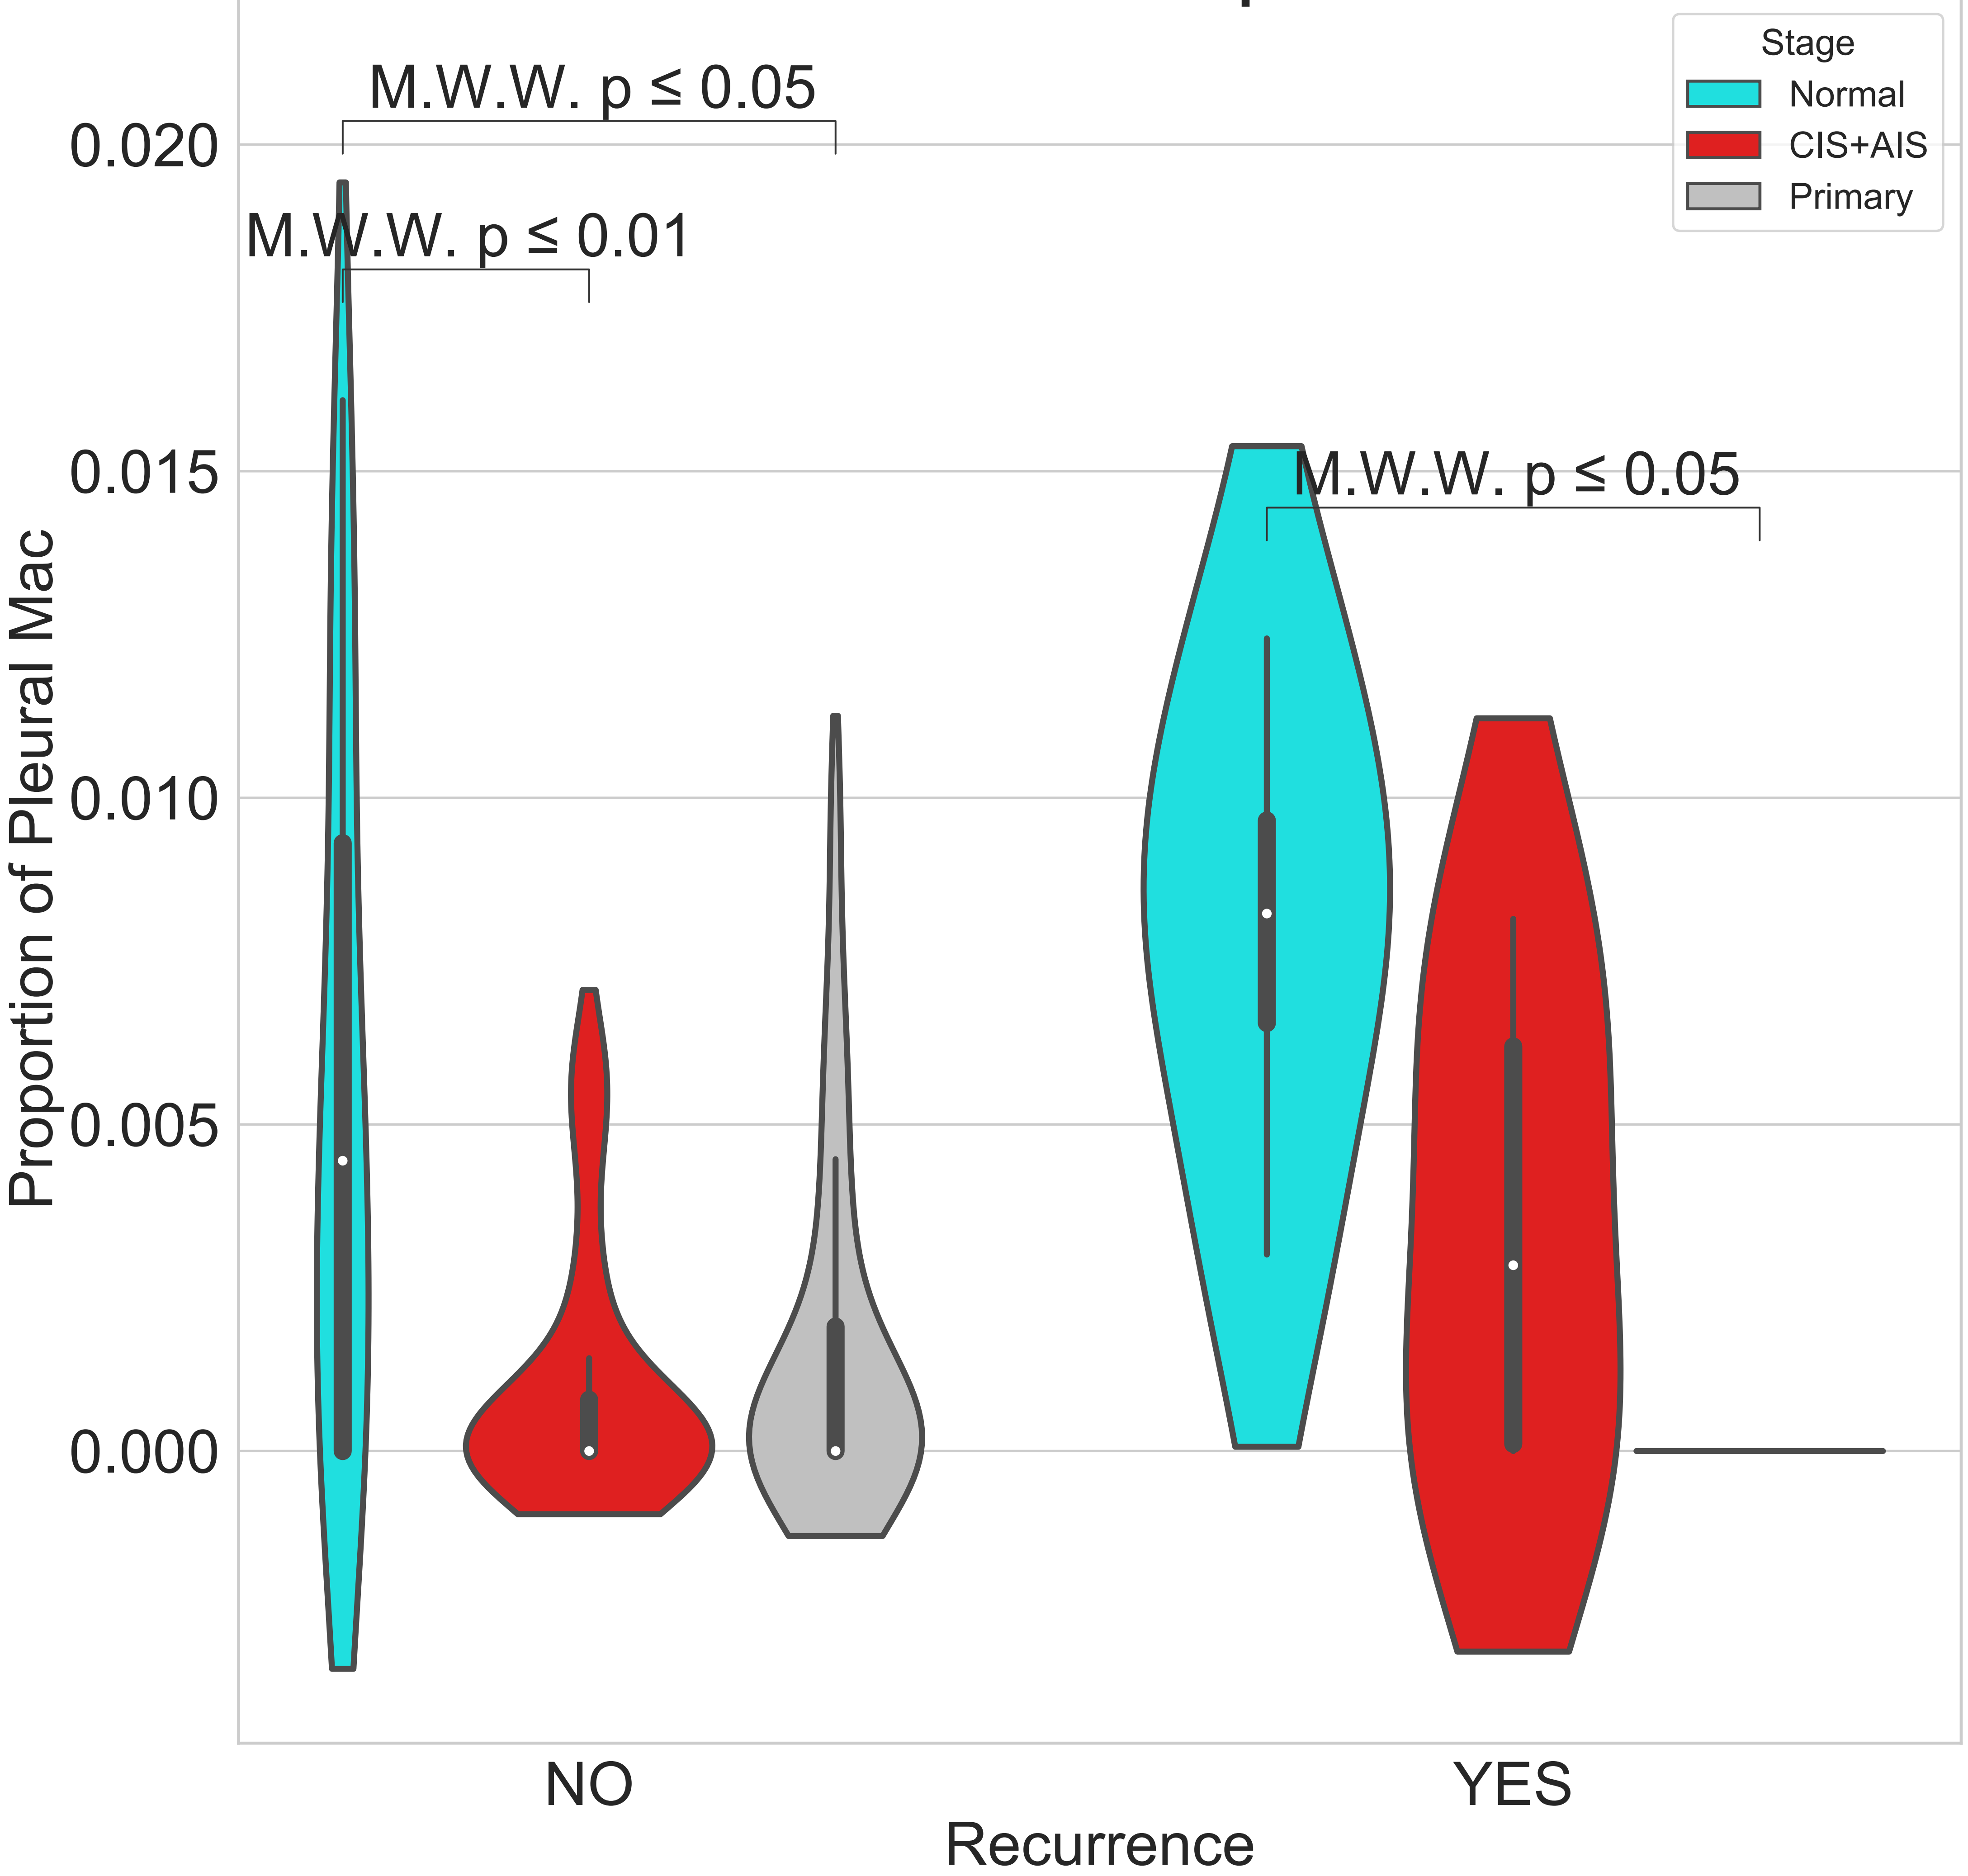 Stage
Normal
CIS+AIS
Primary
M.W.W. p ≤ 0.05
M.W.W. p ≤ 0.01
M.W.W. p ≤ 0.05
0.020
0.015
0.010
0.005
0.000
Proportion of Pleural Mac
NO
YES
Recurrence